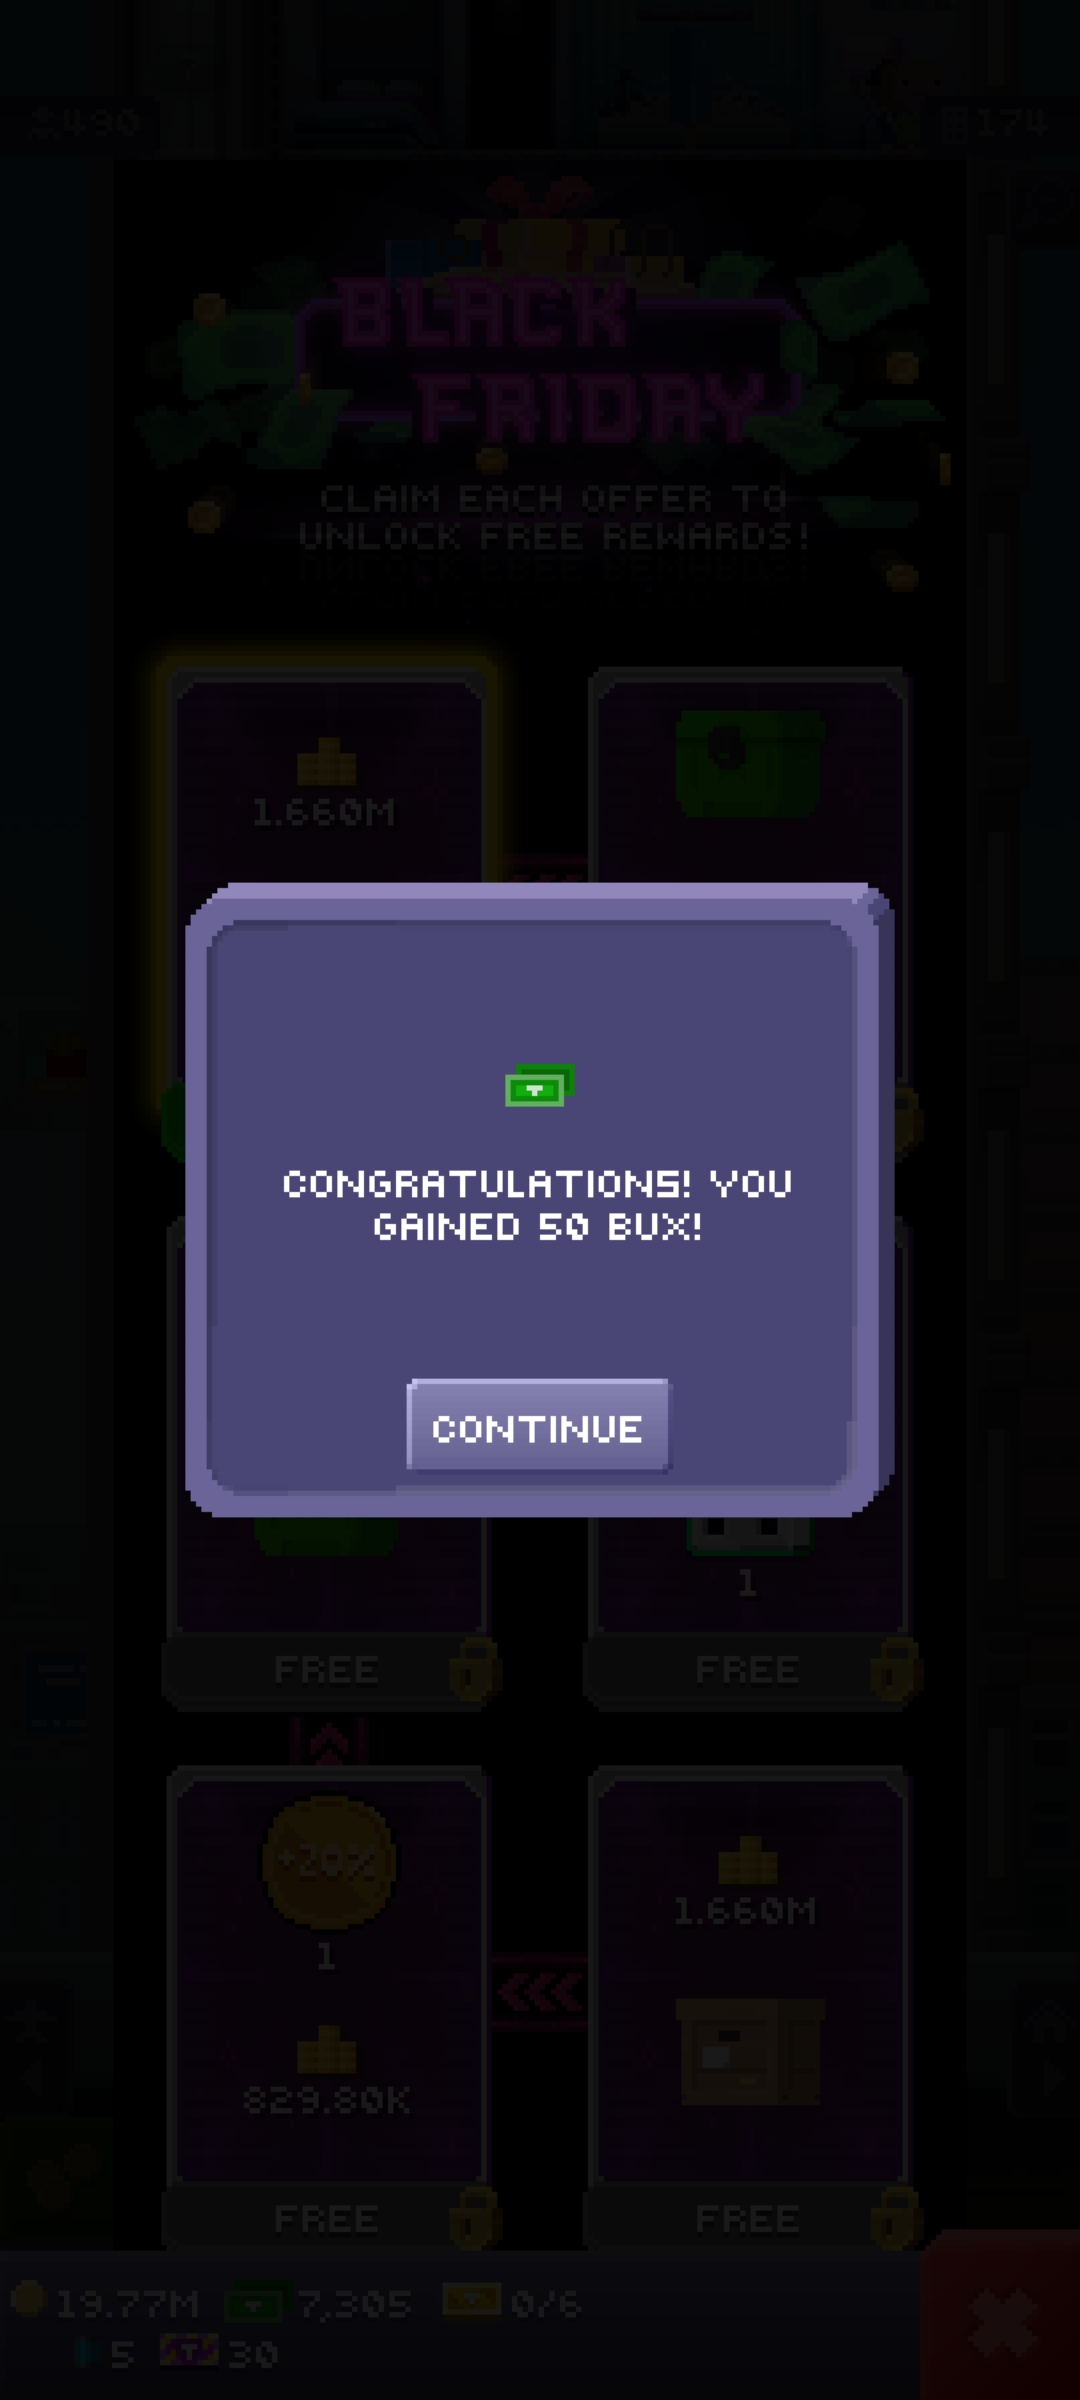 490
174
BLACK
FRIDAY
CLAIM EACH OFFER TO
UNLOCK FREE REWARDS!
1.660M
CONGRATULATIONS! YOU
GAINED 50 BUX!
CONTINUE
1
FREE
FREE
+20%
1
1.660M
829.80K
FREE
FREE
19.77M
7,305
0/6
5
30